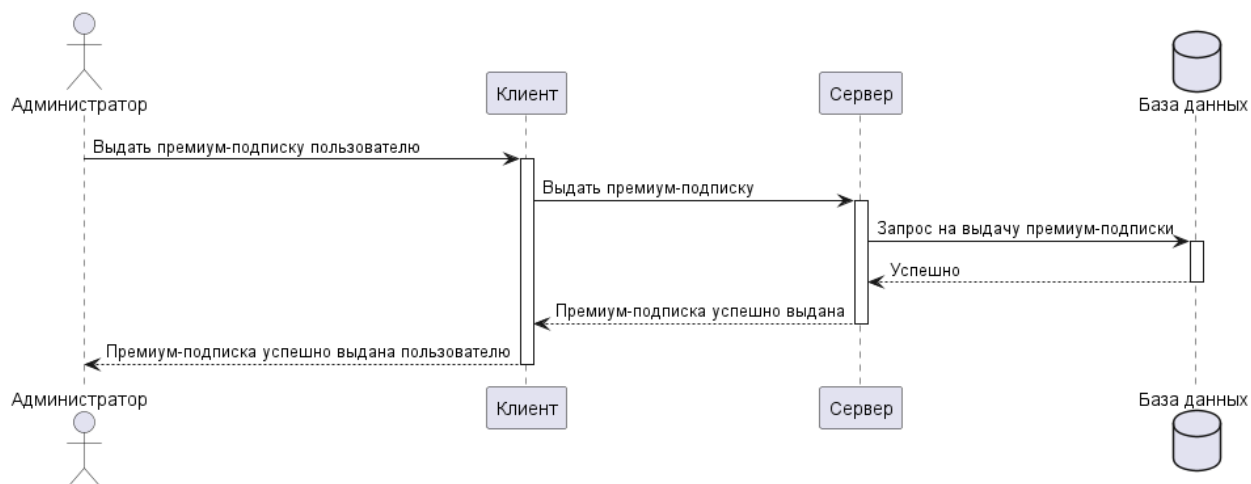 Администратор
Клиент
Сервер
База данных
Выдать премиум-подписку пользователю
Выдать премиум-подписку
Запрос на выдачу премиум-подписки
Успешно
Премиум-подписка успешно выдана
Премиум-подписка успешно выдана пользователю
Администратор
Клиент
Сервер
База данных